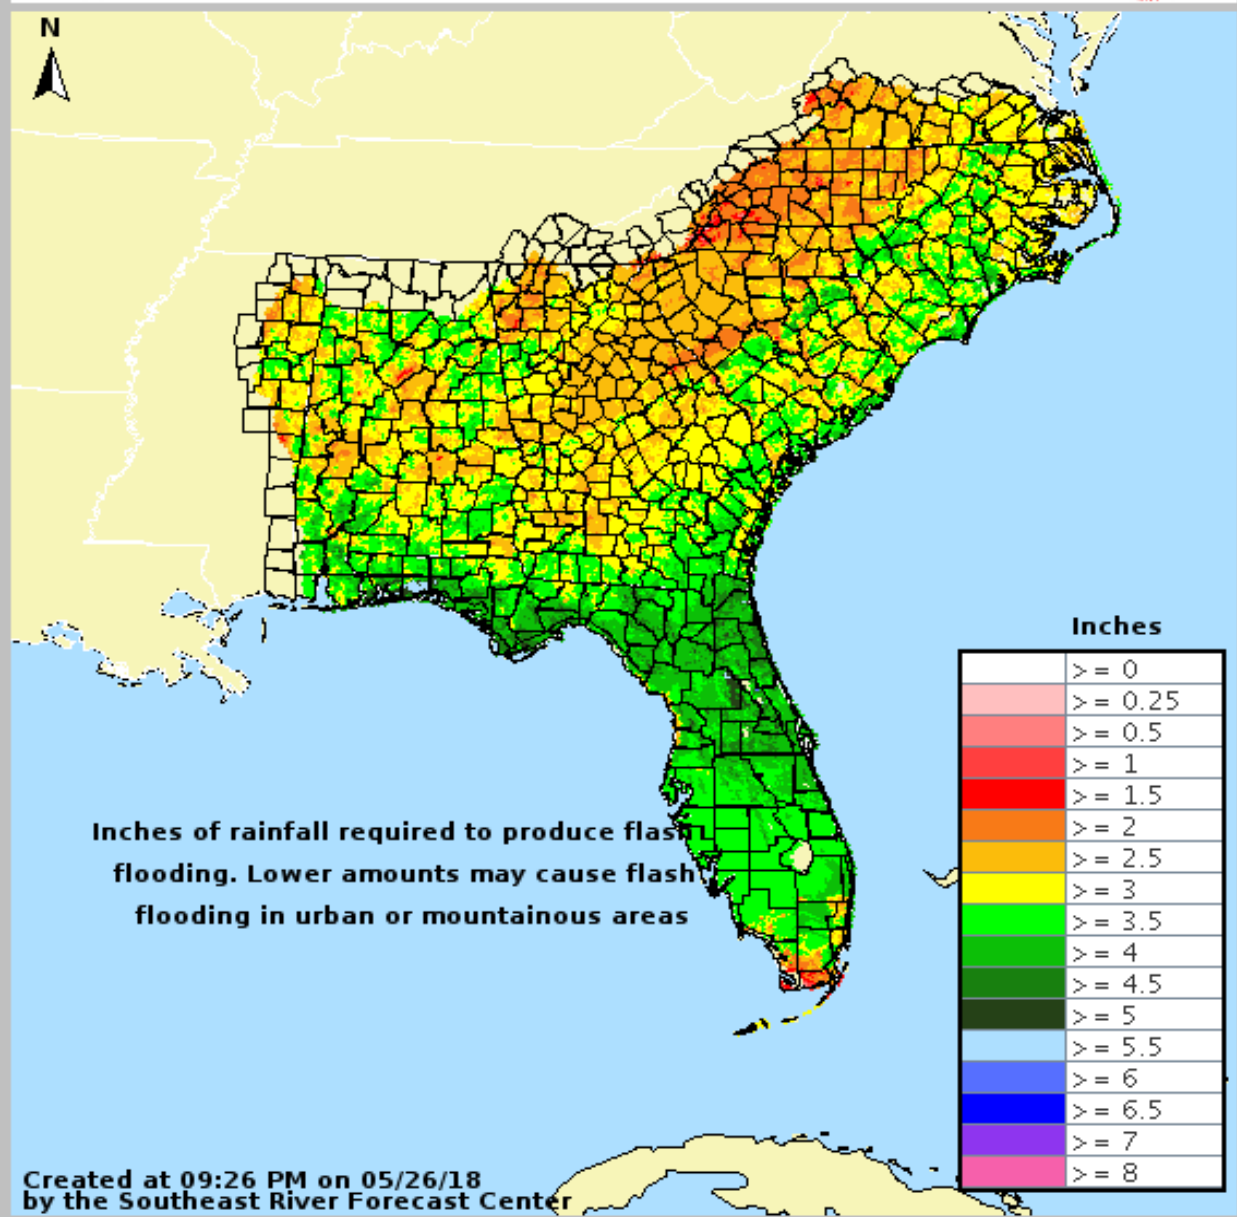 N
Inches
>= 0
>= 0.25
>= 0.5
>= 1
>= 1.5
>= 2
>= 2.5
>= 3
>= 3.5
>= 4
>= 4.5
>= 5
>= 5.5
>= 6
>= 6.5
>= 7
>= 8
Inches of rainfall required to produce flash
flooding. Lower amounts may cause flash
flooding in urban or mountainous areas
Created at 09:26 PM on 05/26/18
by the Southeast River Forecast Center